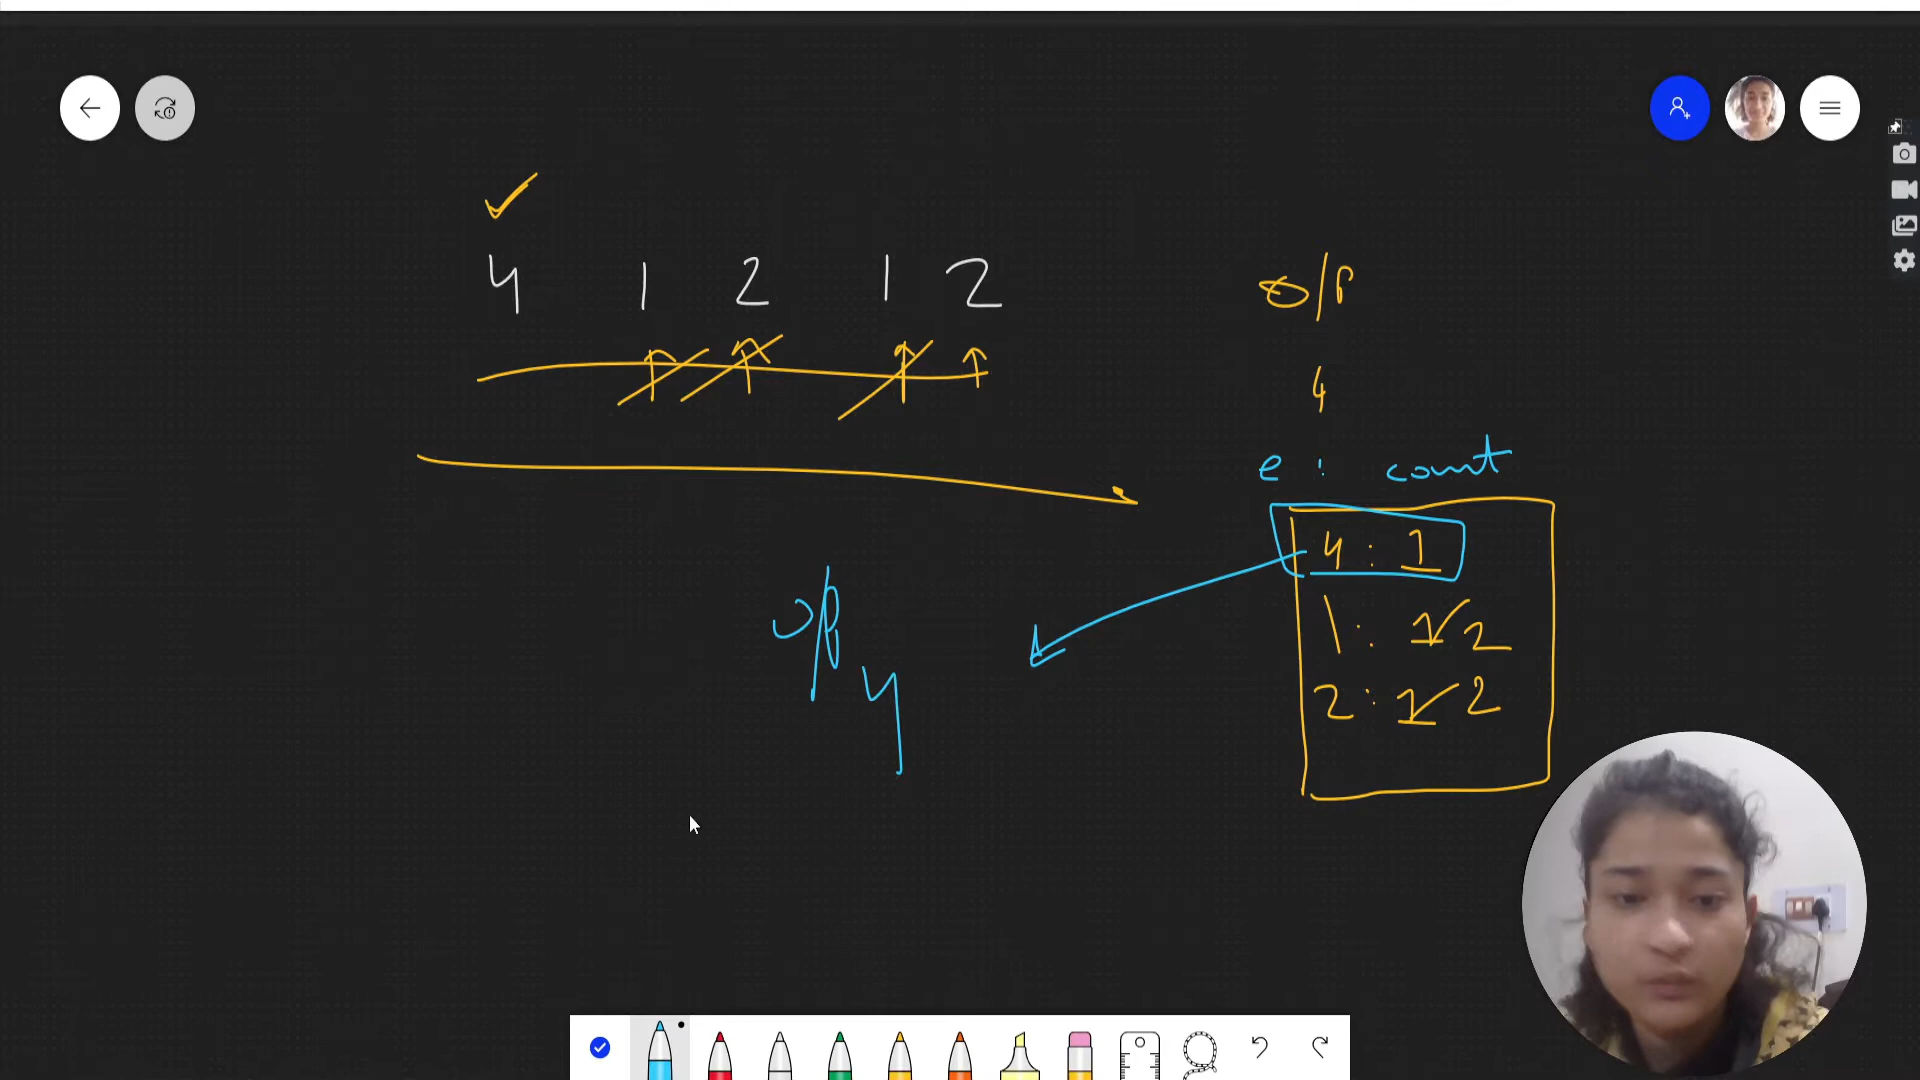 4 1 2 1 2
O/P
4
e : count
4 : 1
1 : 1 2
2 : 1 2
o/p
4